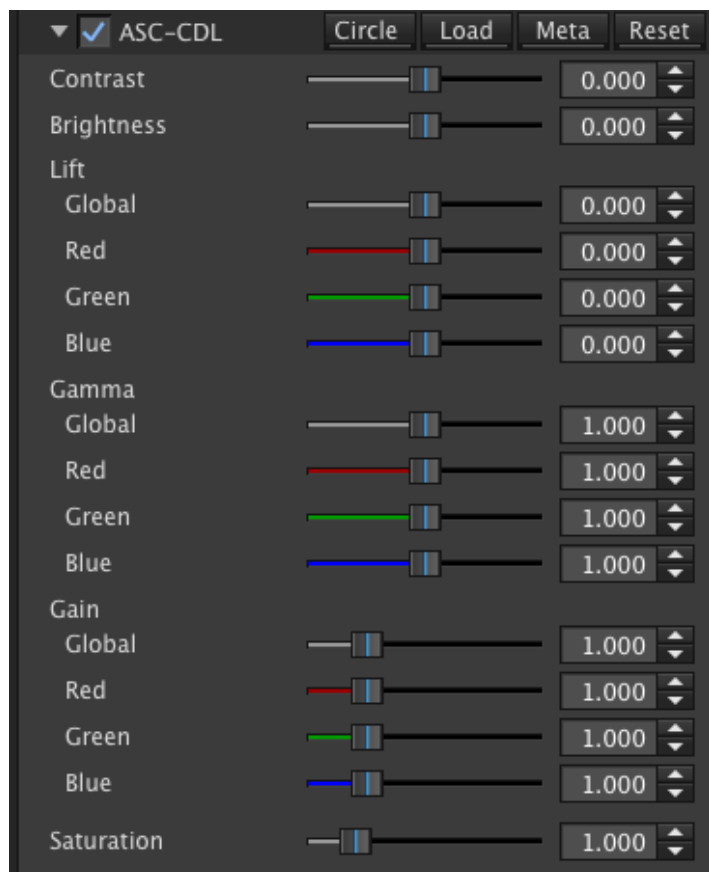 ASC-CDL Circle Load Meta Reset
Contrast 0.000
Brightness 0.000
Lift
Global 0.000
Red 0.000
Green 0.000
Blue 0.000
Gamma
Global 1.000
Red 1.000
Green 1.000
Blue 1.000
Gain
Global 1.000
Red 1.000
Green 1.000
Blue 1.000
Saturation 1.000